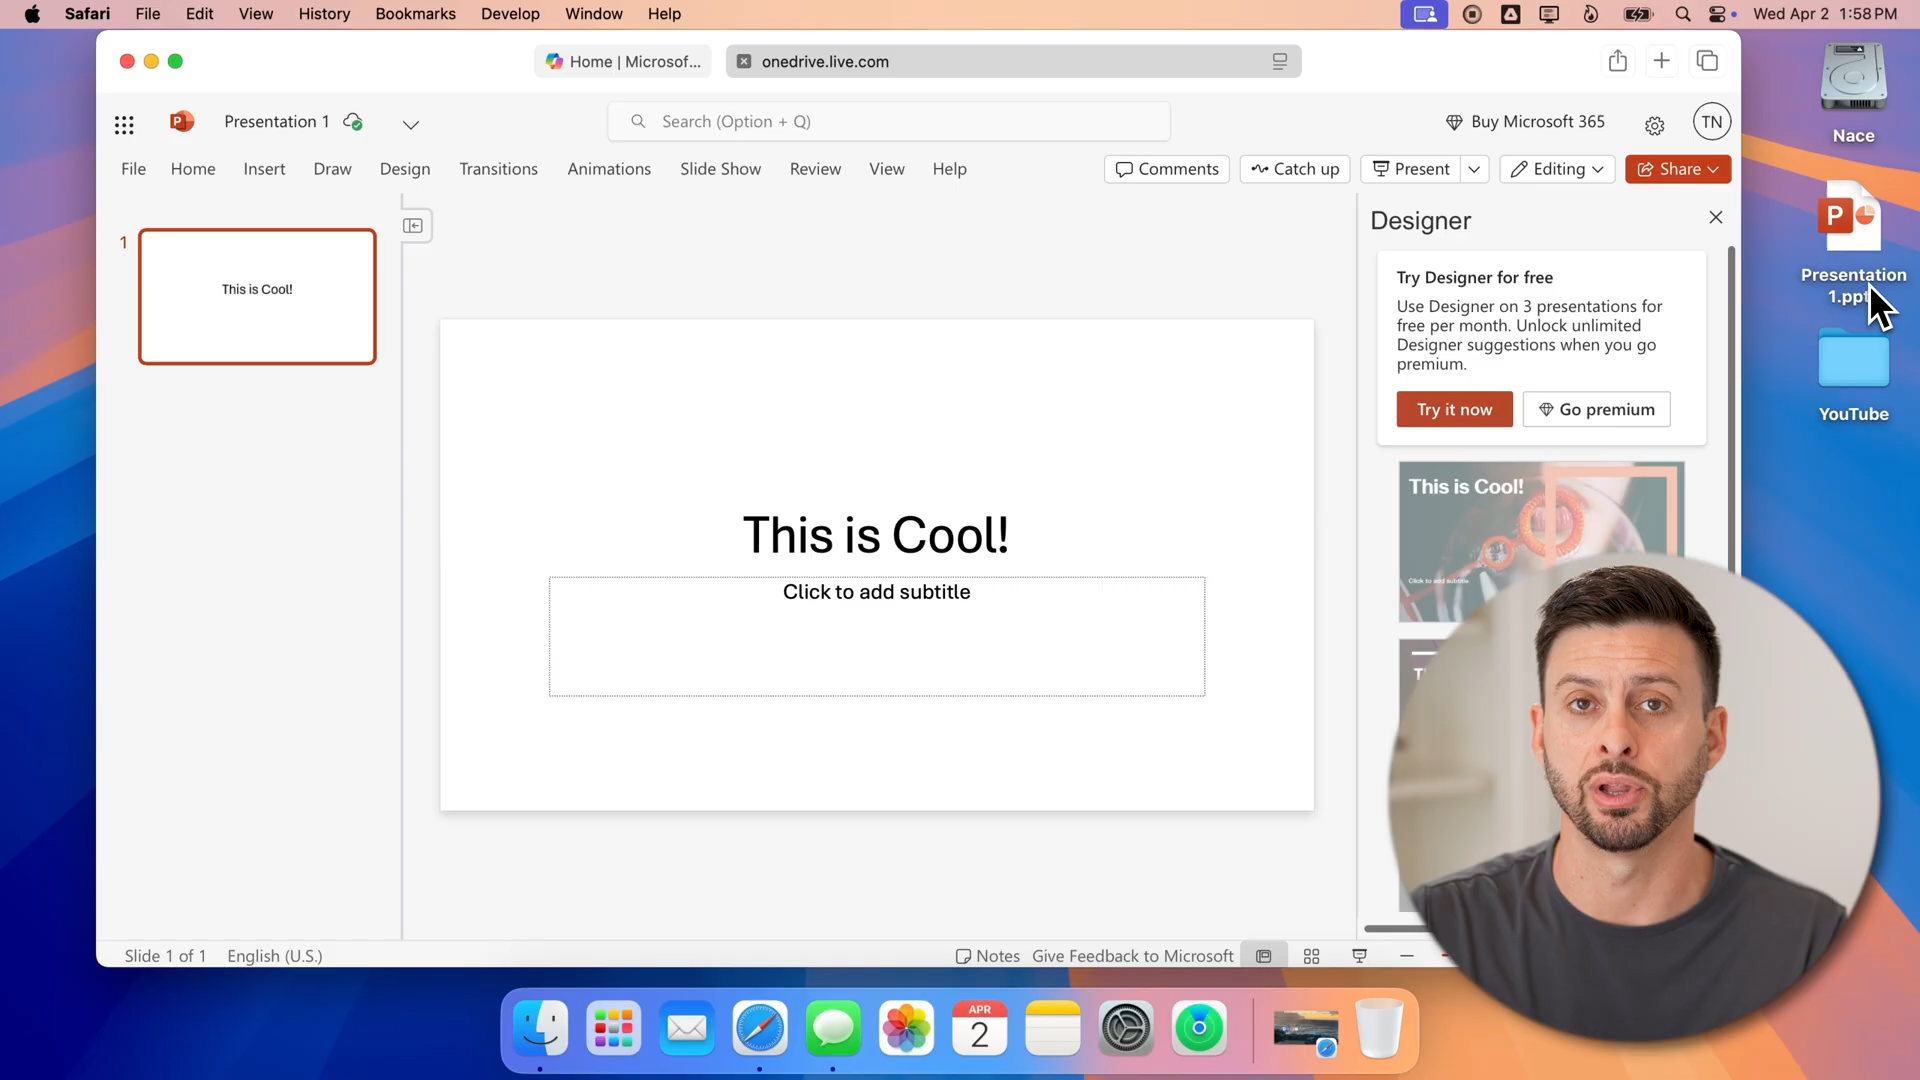 Safari File Edit View History Bookmarks Develop Window Help
Wed Apr 2 1:58 PM
Home | Microsof...
onedrive.live.com
Presentation 1
Search (Option + Q)
Buy Microsoft 365
TN
File Home Insert Draw Design Transitions Animations Slide Show Review View Help
Comments
Catch up
Present
Editing
Share
1
This is Cool!
This is Cool!
Click to add subtitle
Designer
Try Designer for free
Use Designer on 3 presentations for
free per month. Unlock unlimited
Designer suggestions when you go
premium.
Try it now
Go premium
This is Cool!
Click to add subtitle
T
Nace
P
Presentation
1.ppt
YouTube
Slide 1 of 1
English (U.S.)
Notes
Give Feedback to Microsoft
APR
2